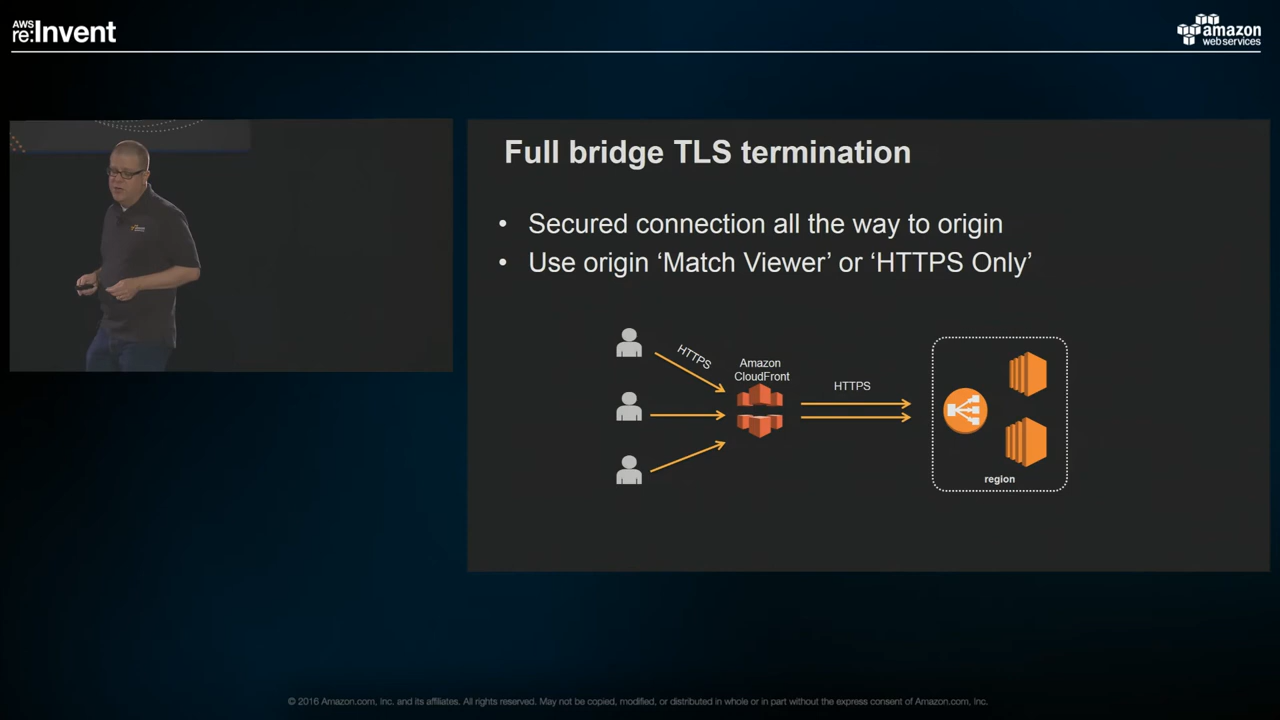 AWS
re:Invent
amazon
web services
Full bridge TLS termination
• Secured connection all the way to origin
• Use origin ‘Match Viewer’ or ‘HTTPS Only’
HTTPS
Amazon
CloudFront
HTTPS
region
© 2016 Amazon.com, Inc. and its affiliates. All rights reserved. May not be copied, modified, or distributed in whole or in part without the express consent of Amazon.com, Inc.